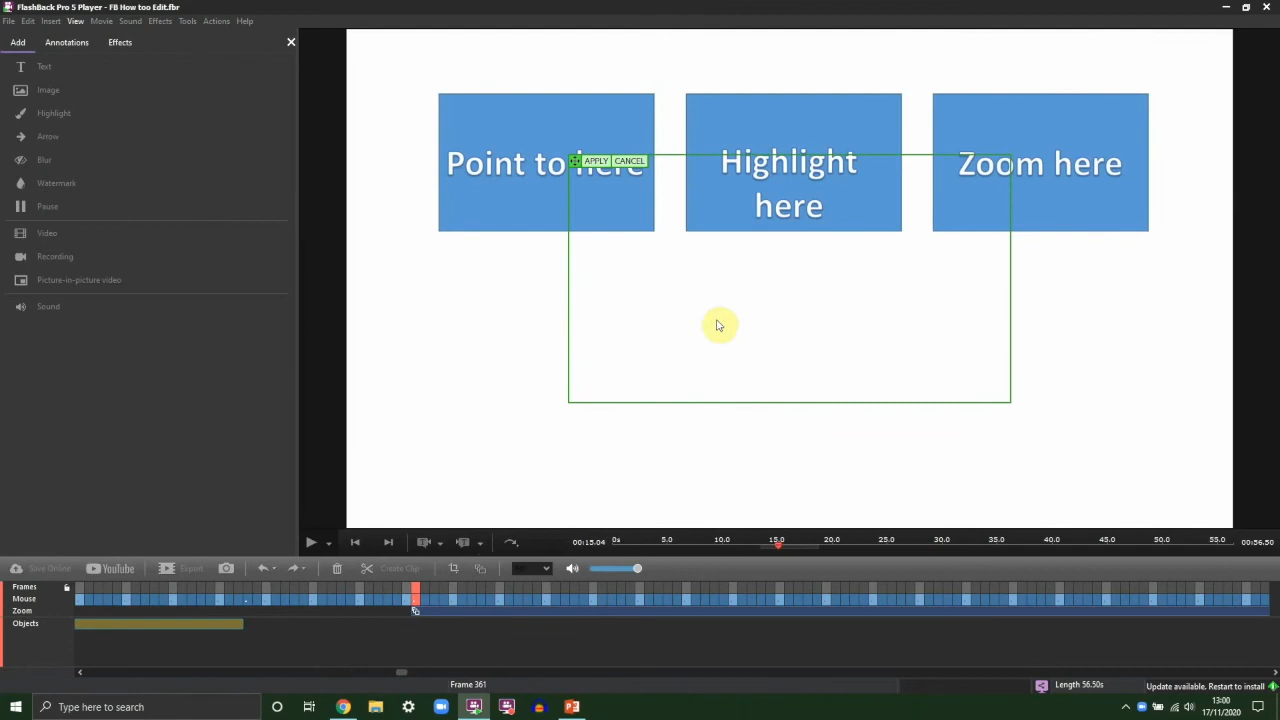 FlashBack Pro 5 Player - FB How too Edit.fbr
File Edit Insert View Movie Sound Effects Tools Actions Help
Add Annotations Effects
Text
Image
Highlight
Arrow
Blur
Watermark
Pause
Video
Recording
Picture-in-picture video
Sound
Point to here
Highlight
here
Zoom here
APPLY CANCEL
00:15.04 0s 5.0 10.0 15.0 20.0 25.0 30.0 35.0 40.0 45.0 50.0 55.0 00:56.50
Save Online YouTube Export Create Clip
Frames
Mouse
Zoom
Objects
Frame 361
Length 56.50s
Update available. Restart to install
Type here to search
13:00
17/11/2020